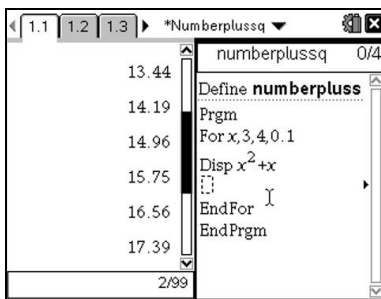 1.1 1.2 1.3 *Numberplussq
13.44
14.19
14.96
15.75
16.56
17.39
2/99
numberplussq 0/4
Define numberpluss
Prgm
For x,3,4,0.1
Disp x²+x
EndFor
EndPrgm